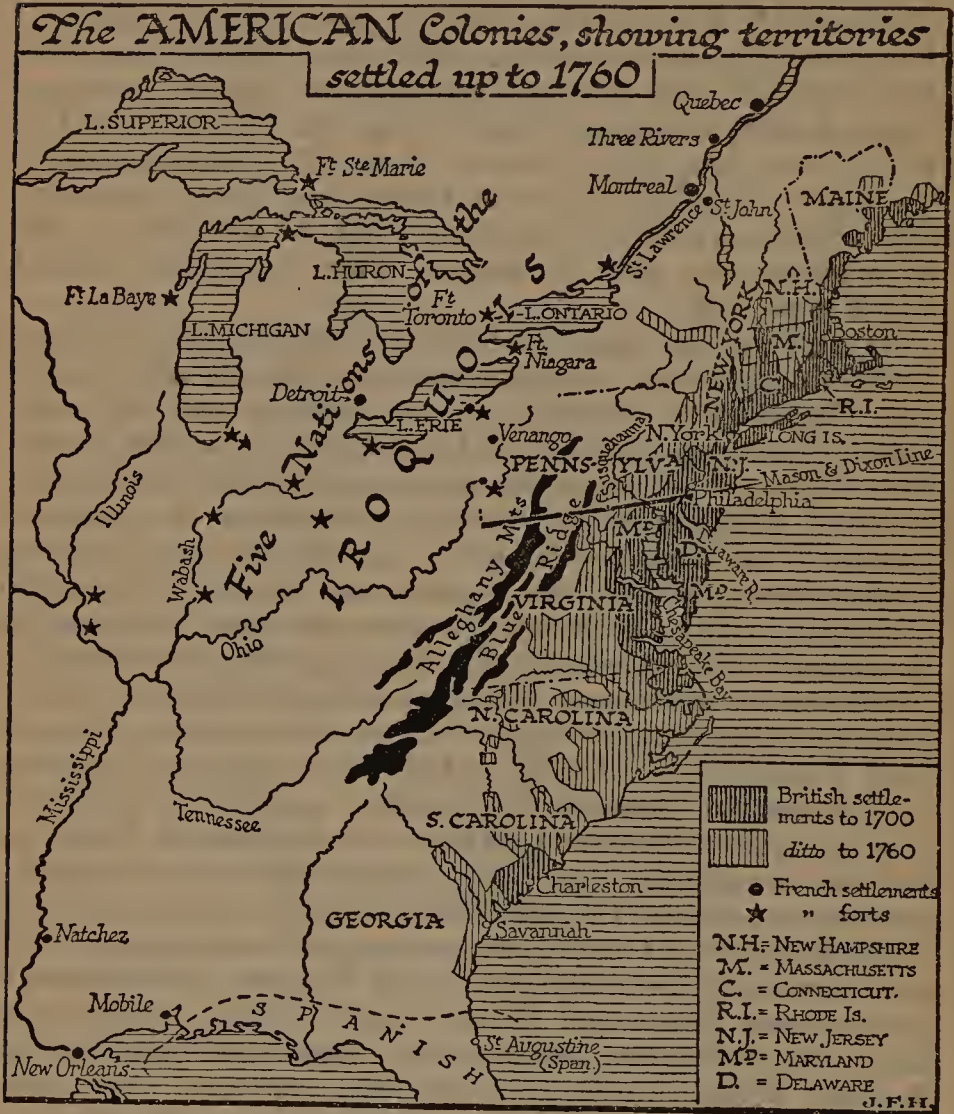 The AMERICAN Colonies, showing territories
settled up to 1760
Quebec
Three Rivers
Montreal
St. John
St. Lawrence
MAINE
L. SUPERIOR
Ft. Ste Marie
L. HURON
Ft. La Baye
L. MICHIGAN
Ft.
Toronto
L. ONTARIO
Ft.
Niagara
Detroit
L. ERIE
Venango
Five Nations of the
IROQUOIS
N.H.
M.
Boston
C.
R.I.
NEW YORK
N. York
LONG IS.
Susquehanna
PENNSYLVA
N.J.
Mason & Dixon Line
Philadelphia
MD
D.
Delaware R.
MD
Chesapeake Bay
Illinois
Wabash
Ohio
Alleghany Mts
Blue Ridge
VIRGINIA
N. CAROLINA
Mississippi
Tennessee
S. CAROLINA
Charleston
GEORGIA
Savannah
Natchez
Mobile
New Orleans
SPANISH
St. Augustine
(Span.)
British settle-
ments to 1700
ditto to 1760
French settlements
" forts
N.H. = NEW HAMPSHIRE
M. = MASSACHUSETTS
C. = CONNECTICUT.
R.I. = RHODE IS.
N.J. = NEW JERSEY
MD = MARYLAND
D. = DELAWARE
J.F.H.